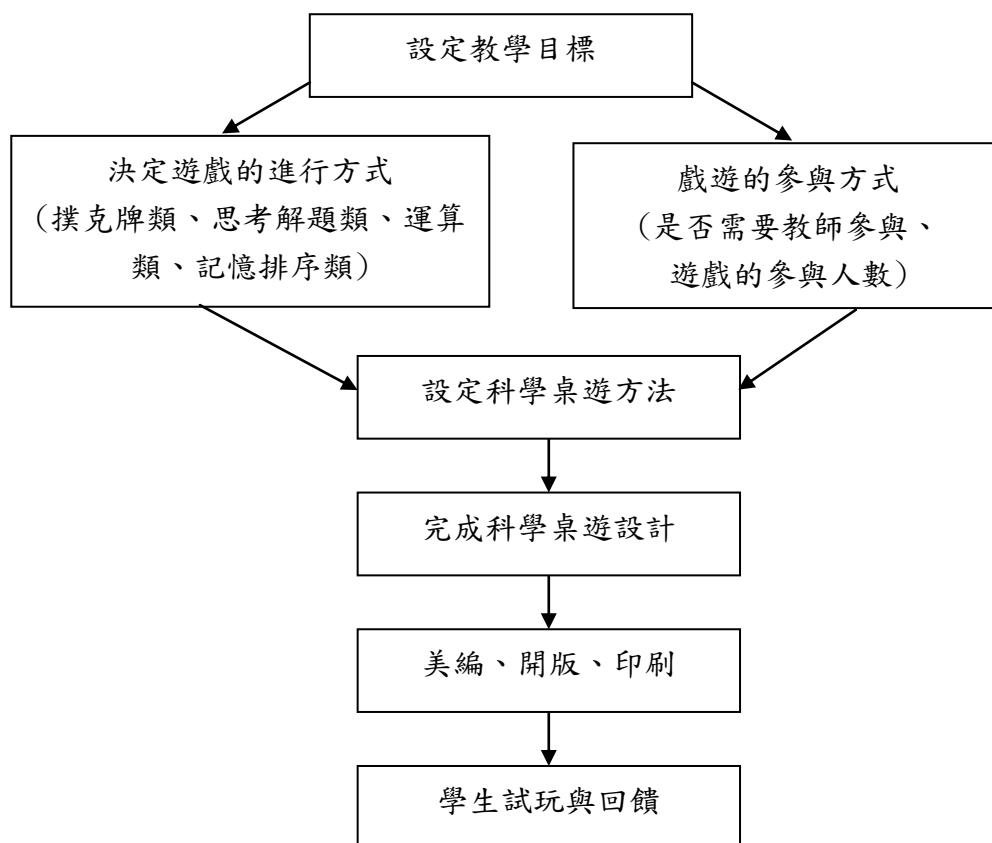 設定教學目標
決定遊戲的進行方式
（撲克牌類、思考解題類、運算
類、記憶排序類）
戲遊的參與方式
（是否需要教師參與、
遊戲的參與人數）
設定科學桌遊方法
完成科學桌遊設計
美編、開版、印刷
學生試玩與回饋